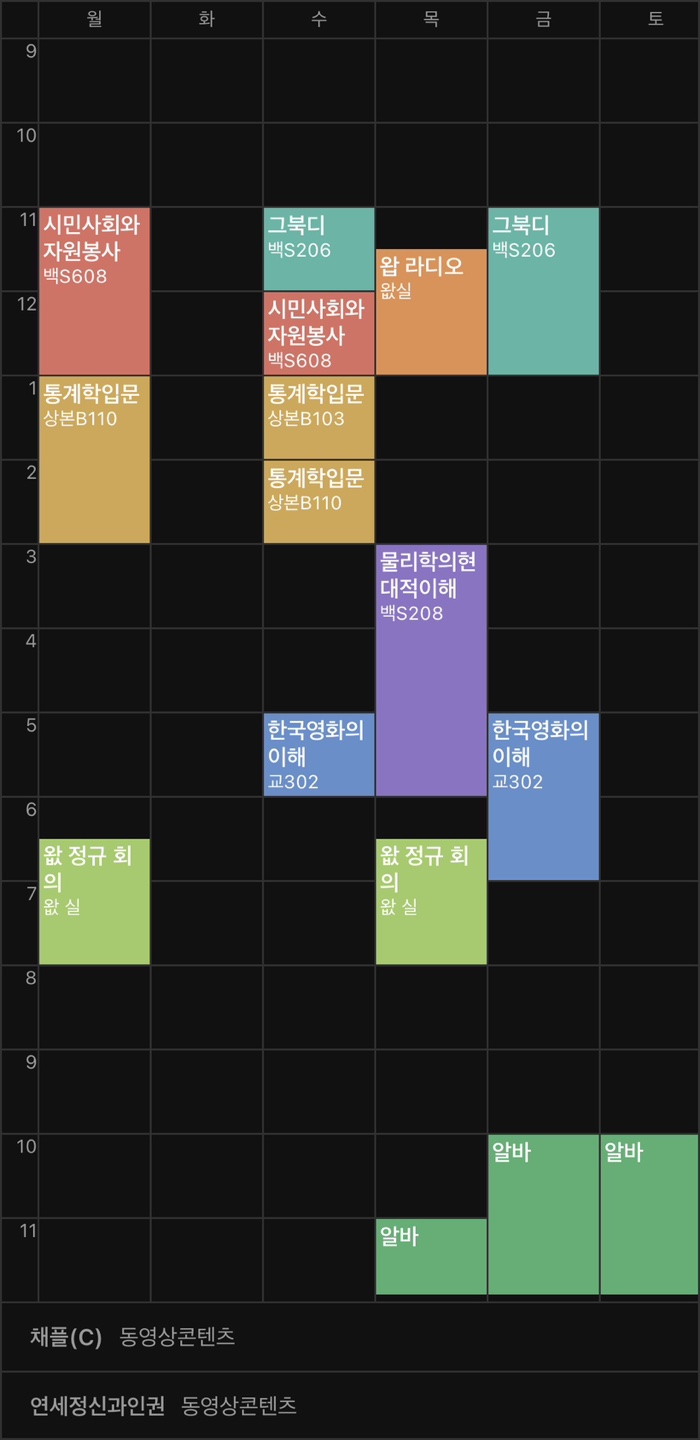 월 화 수 목 금 토
9
10
11
시민사회와
자원봉사
백S608
그북디
백S206
왑 라디오
왒실
그북디
백S206
12
시민사회와
자원봉사
백S608
1
통계학입문
상본B110
통계학입문
상본B103
2
통계학입문
상본B110
3
물리학의현
대적이해
백S208
4
5
한국영화의
이해
교302
한국영화의
이해
교302
6
왒 정규 회
의
왒 실
왒 정규 회
의
왒 실
7
8
9
10
알바
알바
11
알바
채플(C) 동영상콘텐츠
연세정신과인권 동영상콘텐츠